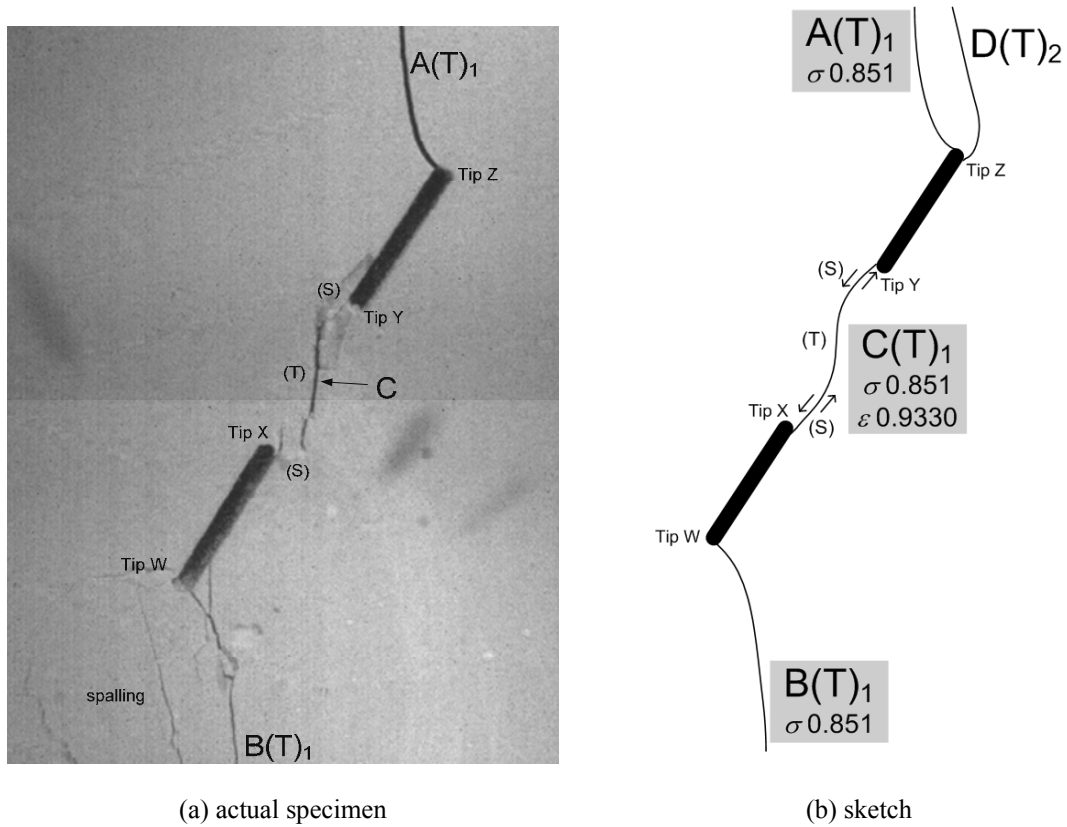 A(T)₁
Tip Z
(S)
Tip Y
(T)
C
Tip X
(S)
Tip W
spalling
B(T)₁
(a) actual specimen
A(T)₁
σ 0.851
D(T)₂
Tip Z
(S)
Tip Y
(T)
C(T)₁
σ 0.851
ε 0.9330
Tip X
(S)
Tip W
B(T)₁
σ 0.851
(b) sketch